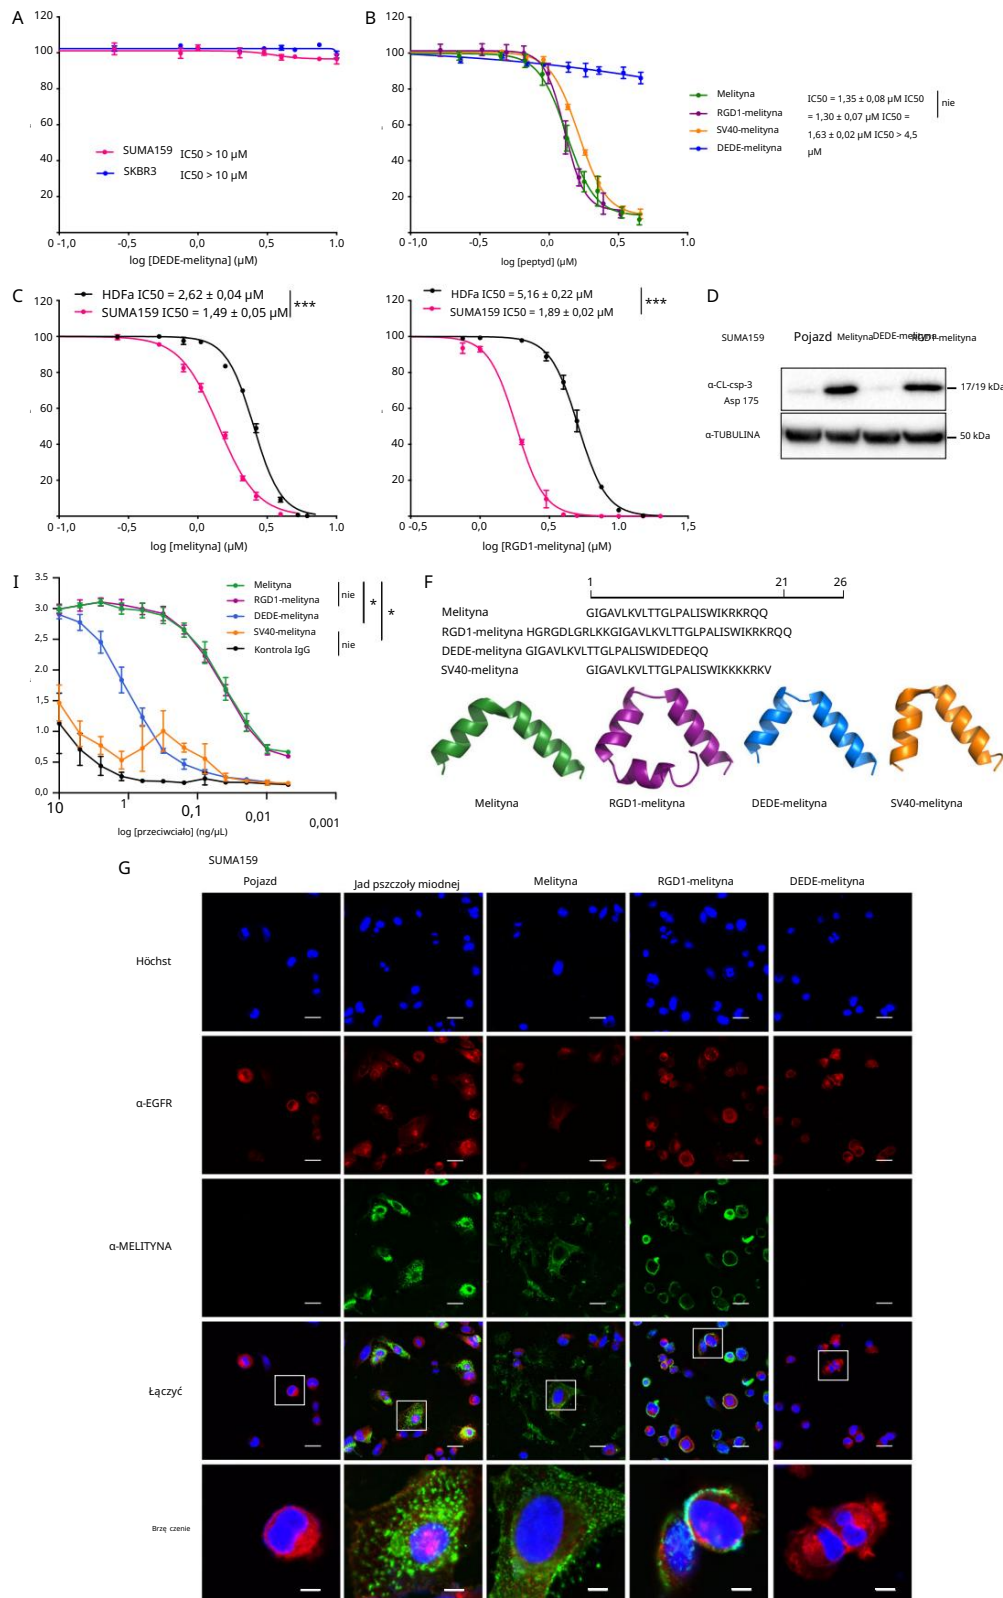 A
120
100
80
60
40
20
0 -1,0
-0,5
0,0
0,5
1.0
log [DEDE-melityna] (µM)
SUMA159 IC50 > 10 µM
SKBR3 IC50 > 10 µM
B
120
100
80
60
40
20
0 -1,0
-0,5
0,0
0,5
1.0
log [peptyd] (µM)
Melityna
RGD1-melityna
SV40-melityna
DEDE-melityna
IC50 = 1,35 ± 0,08 µM IC50
= 1,30 ± 0,07 µM IC50 =
1,63 ± 0,02 µM IC50 > 4,5
µM
nie
C
HDFa IC50 = 2,62 ± 0,04 µM
SUMA159 IC50 = 1,49 ± 0,05 µM
***
120
100
80
60
40
20
0 -1,0
-0,5
0,0
0,5
1.0
log [melityna] (µM)
HDFa IC50 = 5,16 ± 0,22 µM
SUMA159 IC50 = 1,89 ± 0,02 µM
***
120
100
80
60
40
20
0 -0,5
0,0
0,5
1.0
1,5
log [RGD1-melityna] (µM)
D
SUMA159
Pojazd
Melityna
DEDE-melityna
RGD1-melityna
α-CL-csp-3
Asp 175
17/19 kDa
α-TUBULINA
50 kDa
I
3.5
3.0
2.5
2.0
1.5
1.0
0,5
0,0
10
1
0,1
0,01
0,001
log [przeciwciało] (ng/µL)
Melityna
RGD1-melityna
DEDE-melityna
SV40-melityna
Kontrola IgG
nie
nie
*
*
F
1
21
26
Melityna GIGAVLKVLTTGLPALISWIKRKRQQ
RGD1-melityna HGRGDLGRLKKGIGAVLKVLTTGLPALISWIKRKRQQ
DEDE-melityna GIGAVLKVLTTGLPALISWIDEDEQQ
SV40-melityna GIGAVLKVLTTGLPALISWIKKKKRKV
Melityna
RGD1-melityna
DEDE-melityna
SV40-melityna
G
SUMA159
Pojazd
Jad pszczoły miodnej
Melityna
RGD1-melityna
DEDE-melityna
Höchst
α-EGFR
α-MELITYNA
Łączyć
Brzę czenie